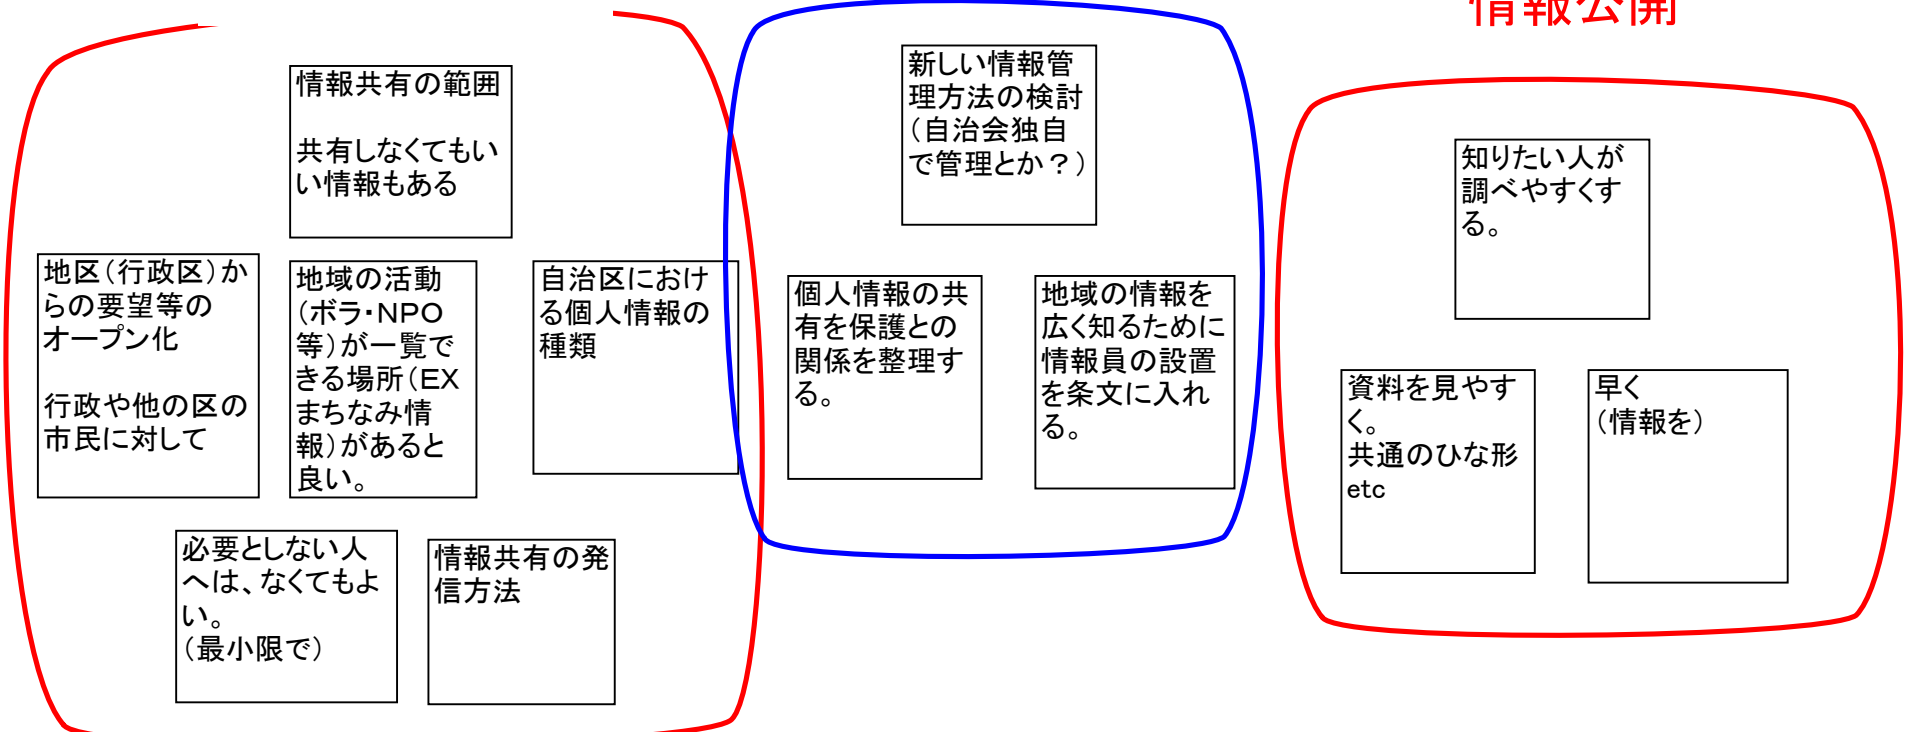 情報公開
情報共有の範囲
共有しなくてもい
い情報もある
地区（行政区）か
らの要望等の
オープン化
行政や他の区の
市民に対して
地域の活動
（ボラ・NPO
等）が一覧で
きる場所（EX
まちなみ情
報）があると
良い。
自治区におけ
る個人情報の
種類
必要としない人
へは、なくてもよ
い。
（最小限で）
情報共有の発
信方法
新しい情報管
理方法の検討
（自治会独自
で管理とか？）
個人情報の共
有を保護との
関係を整理す
る。
地域の情報を
広く知るために
情報員の設置
を条文に入れ
る。
知りたい人が
調べやすくす
る。
資料を見やす
く。
共通のひな形
etc
早く
（情報を）